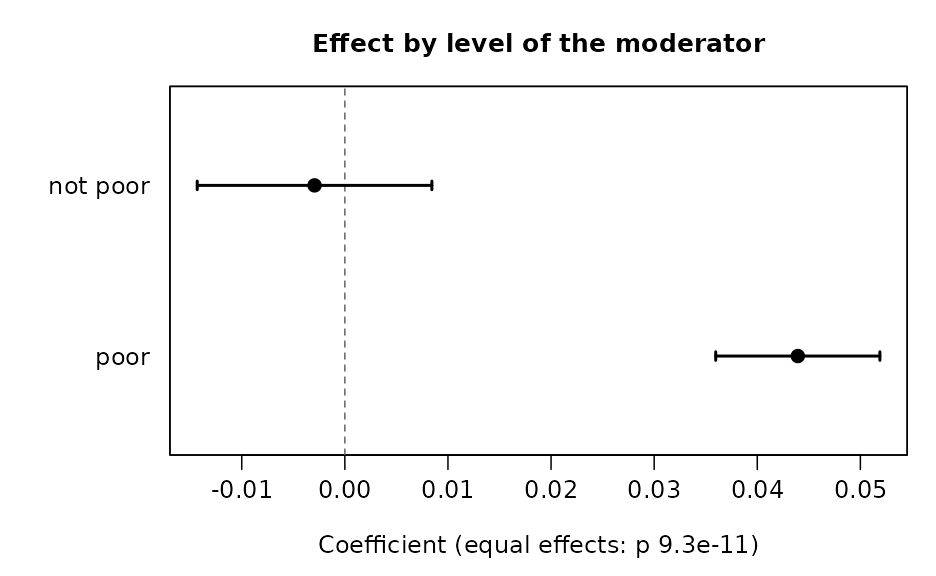 Effect by level of the moderator
not poor
poor
-0.01 0.00 0.01 0.02 0.03 0.04 0.05
Coefficient (equal effects: p 9.3e-11)